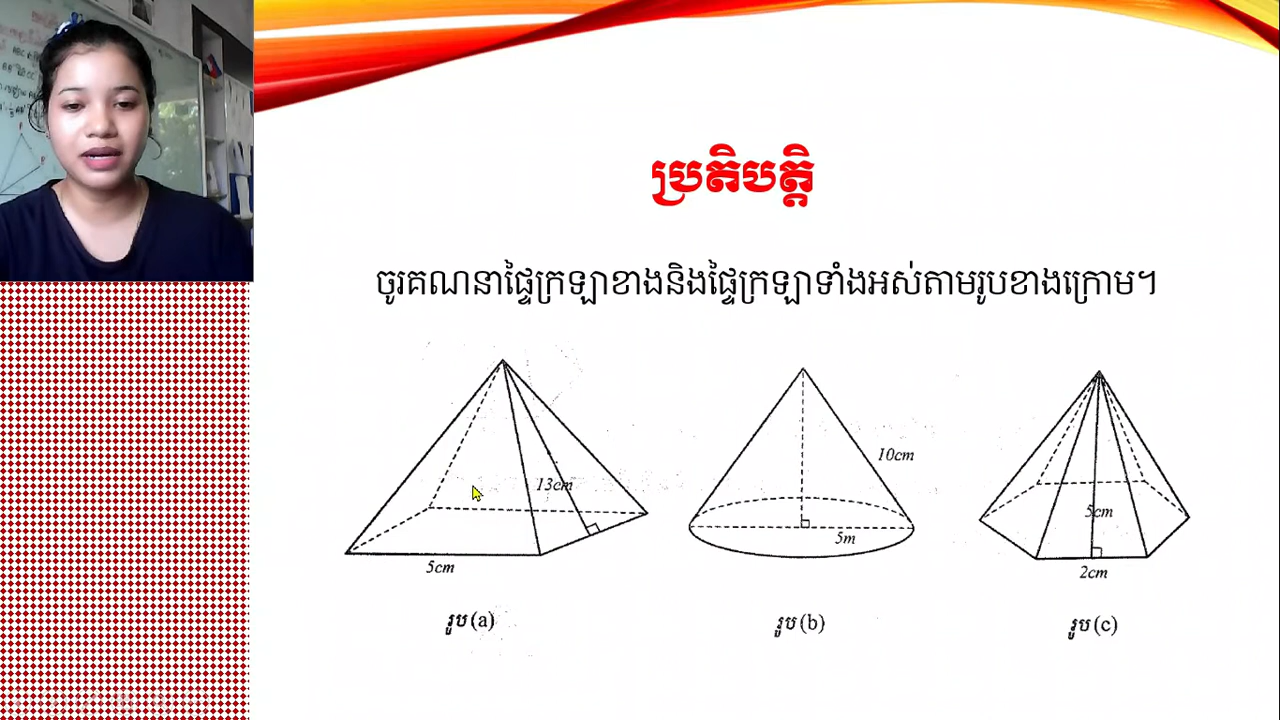 ប្រតិបត្តិ
ចូរគណនាផ្ទៃក្រឡាខាងនិងផ្ទៃក្រឡាទាំងអស់តាមរូបខាងក្រោម។
13cm
5cm
រូប (a)
10cm
5m
រូប (b)
5cm
2cm
រូប (c)